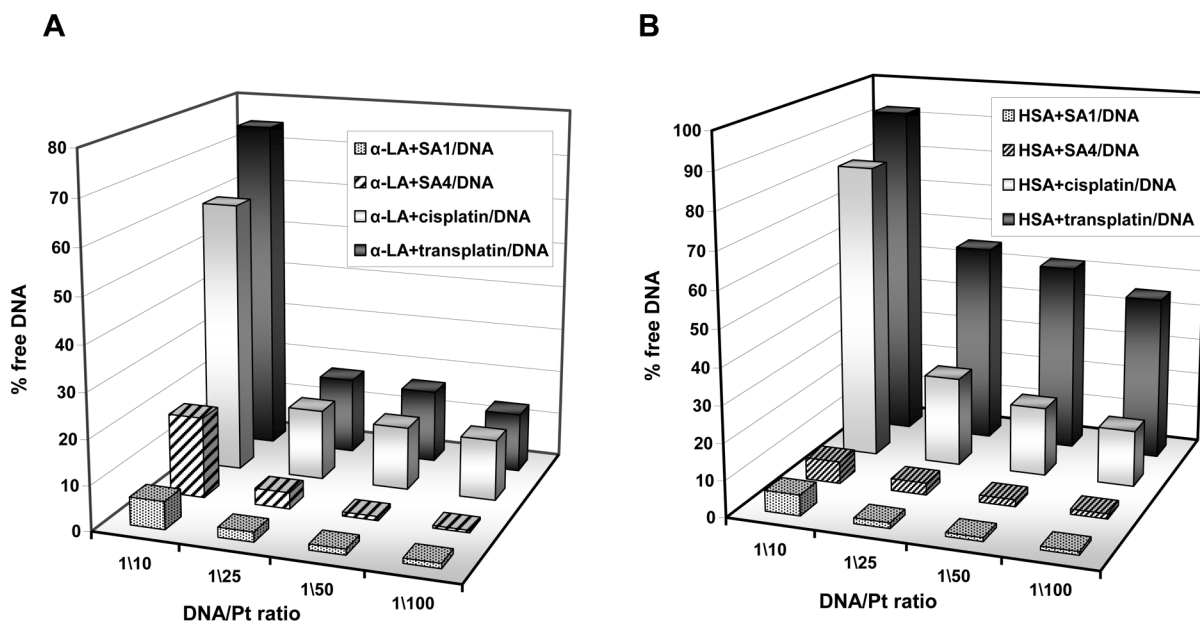 A
80
70
60
50
40
30
20
10
0
% free DNA
α-LA+SA1/DNA
α-LA+SA4/DNA
α-LA+cisplatin/DNA
α-LA+transplatin/DNA
1\10
1\25
1\50
1\100
DNA/Pt ratio
B
100
90
80
70
60
50
40
30
20
10
0
% free DNA
HSA+SA1/DNA
HSA+SA4/DNA
HSA+cisplatin/DNA
HSA+transplatin/DNA
1\10
1\25
1\50
1\100
DNA/Pt ratio